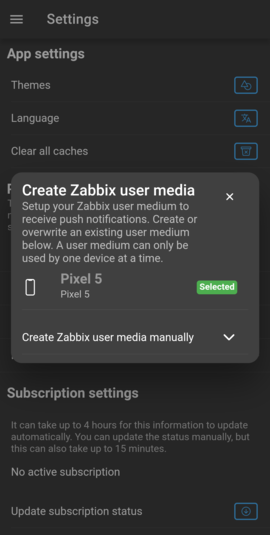 Settings
App settings
Themes
Language
Clear all caches
Create Zabbix user media
Setup your Zabbix user medium to
receive push notifications. Create or
overwrite an existing user medium
below. A user medium can only be
used by one device at a time.
Pixel 5
Pixel 5
Selected
Create Zabbix user media manually
Subscription settings
It can take up to 4 hours for this information to update
automatically. You can update the status manually, but
this can also take up to 15 minutes.
No active subscription
Update subscription status